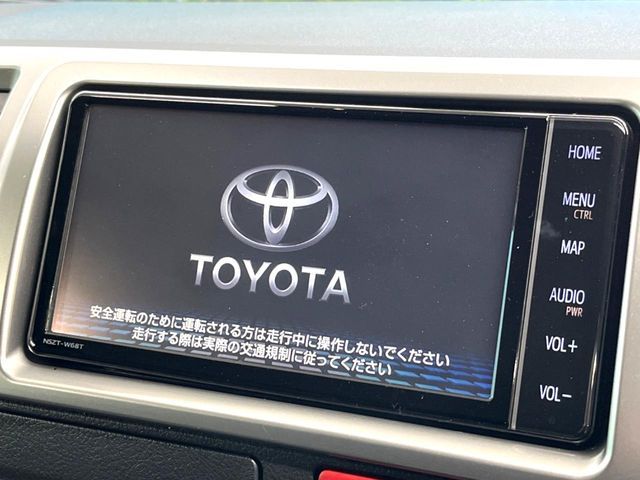 TOYOTA
安全運転のために運転される方は走行中に操作しないでください
走行する際は実際の交通規制に従ってください
NSZT-W68T
HOME
MENU
CTRL
MAP
AUDIO
PWR
VOL+
VOL−